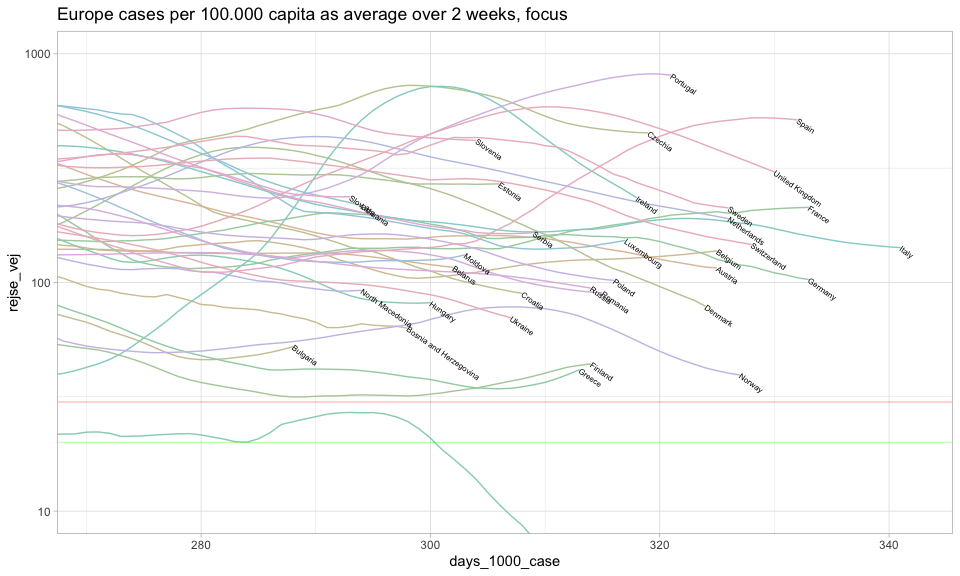 Europe cases per 100.000 capita as average over 2 weeks, focus
1000
Portugal
Spain
Czechia
Slovenia
United Kingdom
Estonia
Ireland
France
Sweden
Netherlands
Serbia
Switzerland
Italy
Luxembourg
Belgium
Moldova
Belarus
Austria
100
Poland
Germany
Russia
Romania
North Macedonia
Croatia
Hungary
Denmark
Ukraine
Bosnia and Herzegovina
Bulgaria
Finland
Greece
Norway
10
rejse_vej
280
300
320
340
days_1000_case